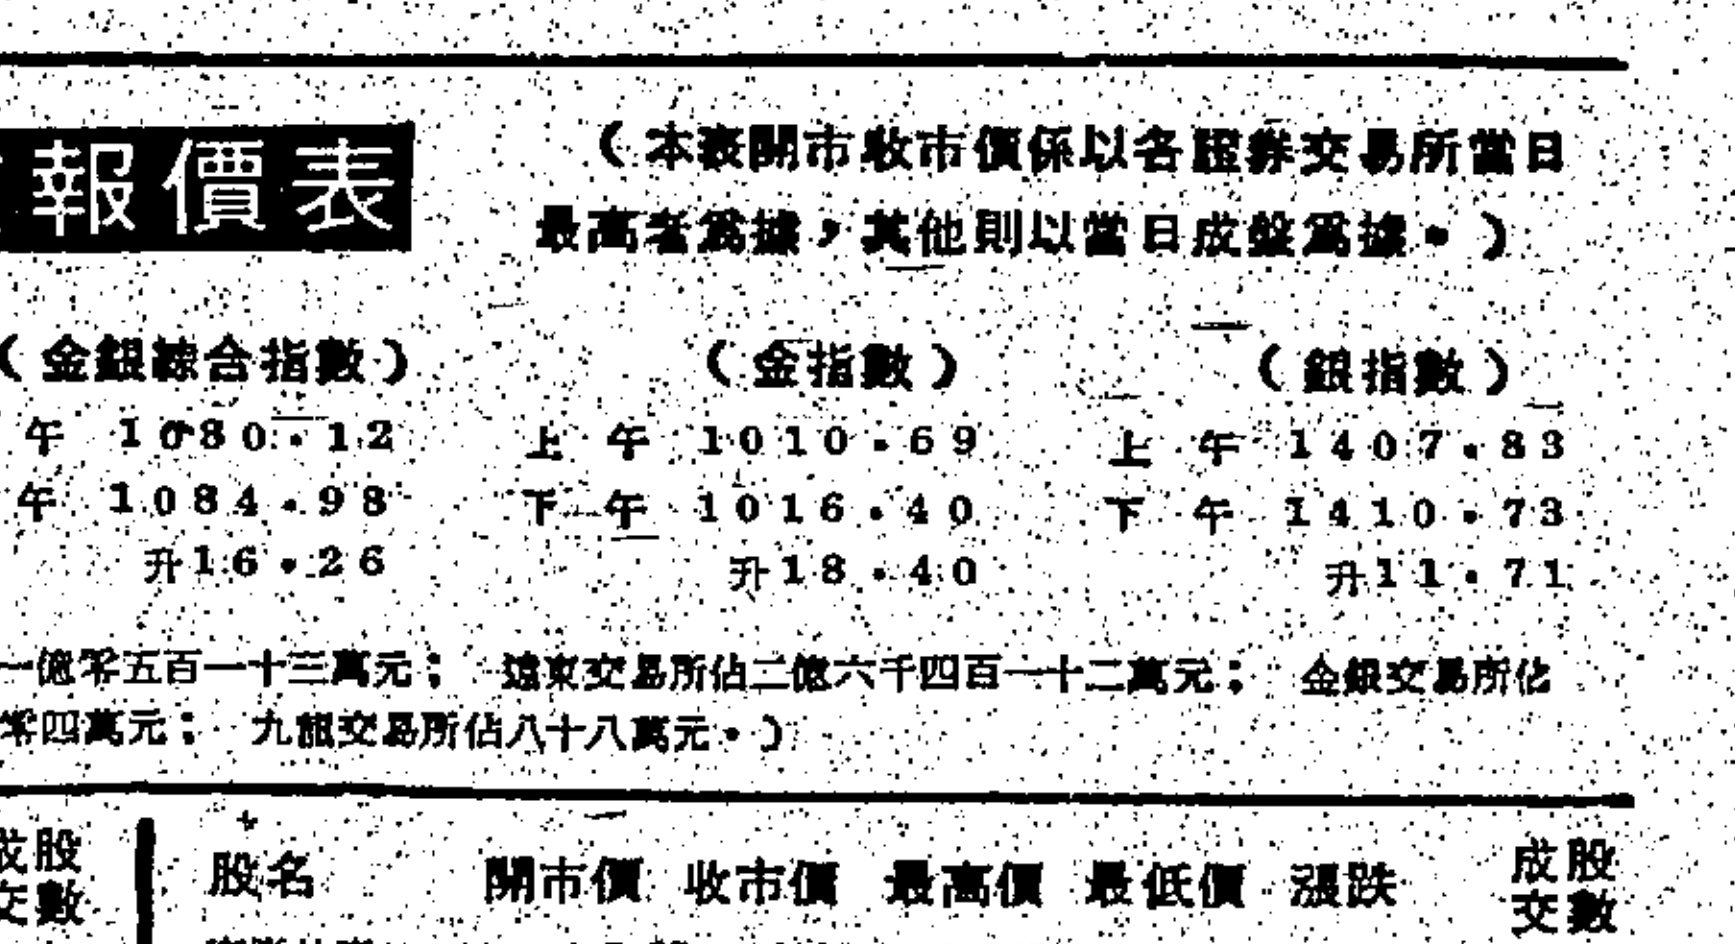 報價表
（本表開市收市價係以各證券交易所當日
最高者爲據，其他則以當日成盤爲據。）
（金銀綜合指數）
午 1080.12
午 1084.98
升16.26
（金指數）
上午 1010.69
下午 1016.40
升18.40
（銀指數）
上午 1407.83
下午 1410.73
升11.71
一億零五百一十三萬元； 遠東交易所佔二億六千四百一十二萬元； 金銀交易所佔
零四萬元； 九龍交易所佔八十八萬元。）
成股
交數
股名 開市價 收市價 最高價 最低價 漲跌 成股
交數